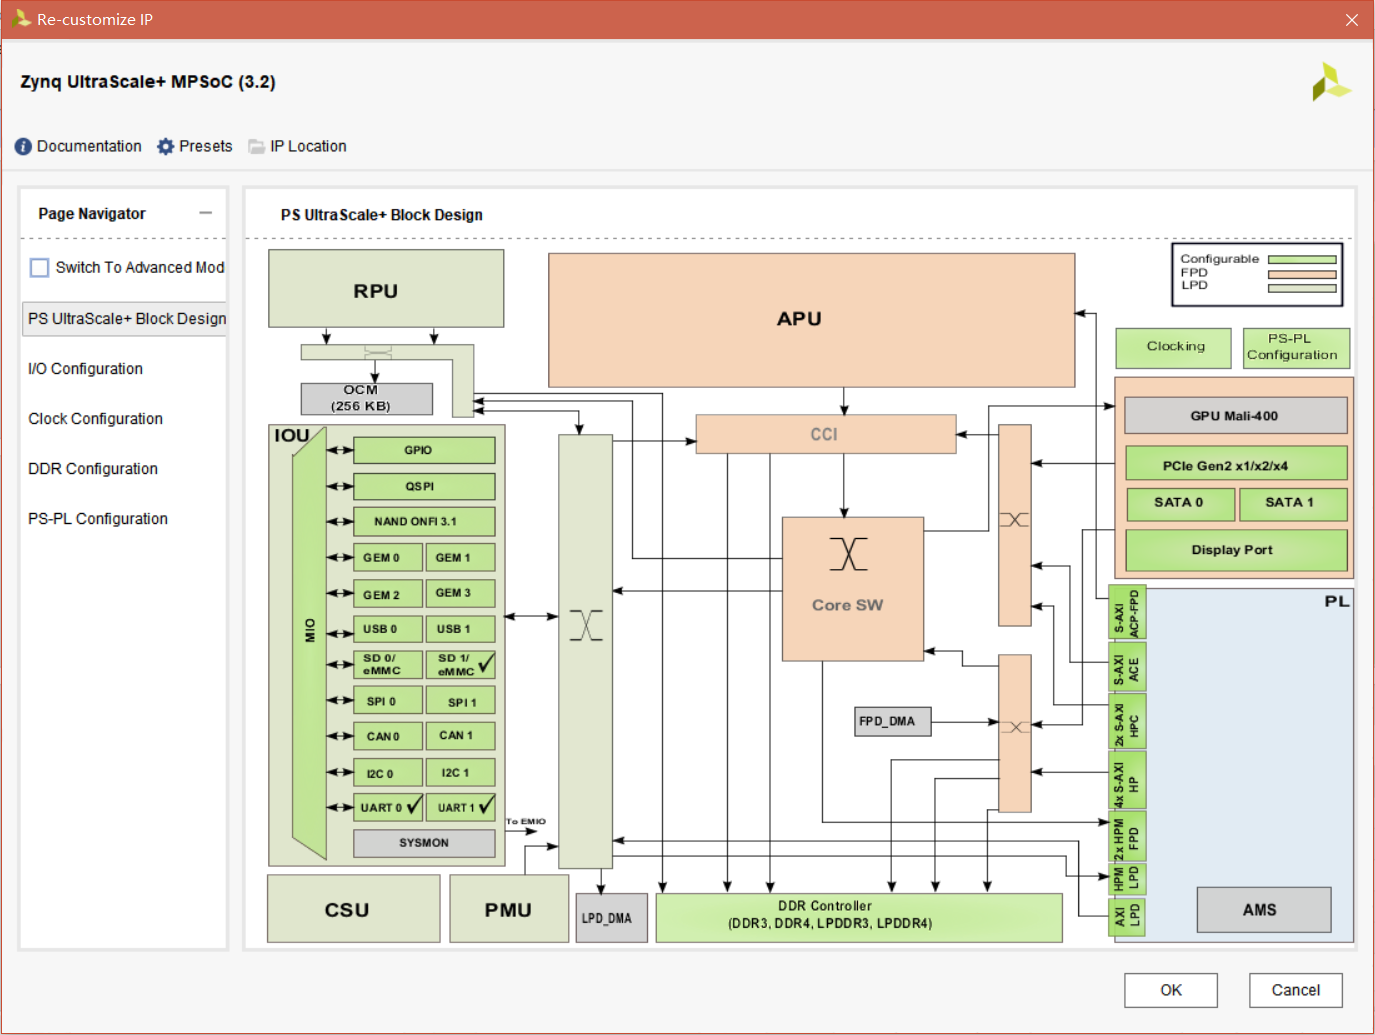 Re-customize IP
Zynq UltraScale+ MPSoC (3.2)
Documentation
Presets
IP Location
Page Navigator
Switch To Advanced Mod
PS UltraScale+ Block Design
I/O Configuration
Clock Configuration
DDR Configuration
PS-PL Configuration
PS UltraScale+ Block Design
Configurable
FPD
LPD
RPU
APU
Clocking
PS-PL
Configuration
OCM
(256 KB)
GPU Mali-400
CCI
IOU
GPIO
PCIe Gen2 x1/x2/x4
QSPI
SATA 0
SATA 1
NAND ONFI 3.1
Display Port
GEM 0
GEM 1
GEM 2
GEM 3
Core SW
PL
S-AXI
ACP-FPD
MIO
USB 0
USB 1
SD 0/
eMMC
SD 1/
eMMC
S-AXI
ACE
SPI 0
SPI 1
FPD_DMA
2x S-AXI
HPC
CAN 0
CAN 1
I2C 0
I2C 1
4x S-AXI
HP
UART 0
UART 1
To EMIO
2x HPM
FPD
SYSMON
HPM
LPD
CSU
PMU
LPD_DMA
DDR Controller
(DDR3, DDR4, LPDDR3, LPDDR4)
AXI
LPD
AMS
OK
Cancel